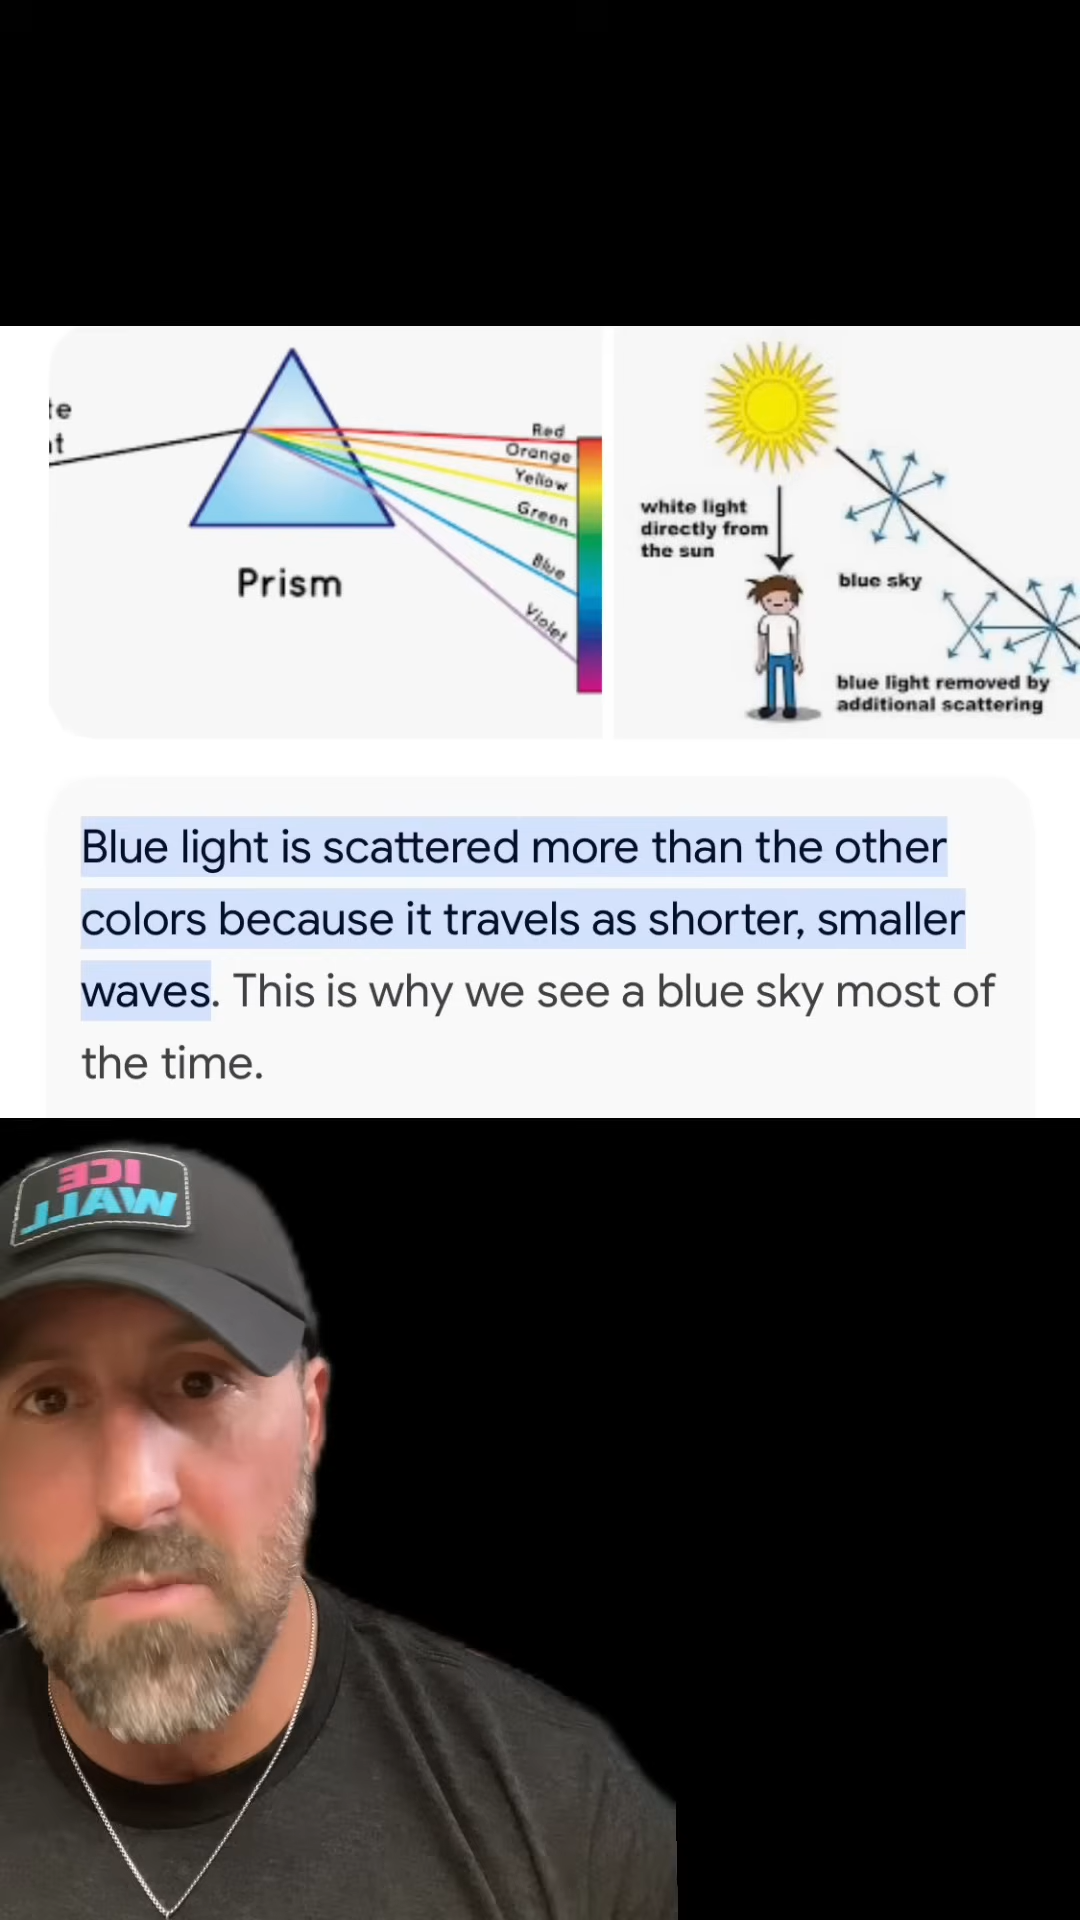 te
nt
Prism
Red
Orange
Yellow
Green
Blue
Violet
white light
directly from
the sun
blue sky
blue light removed by
additional scattering
Blue light is scattered more than the other
colors because it travels as shorter, smaller
waves. This is why we see a blue sky most of
the time.
ICE
WALL